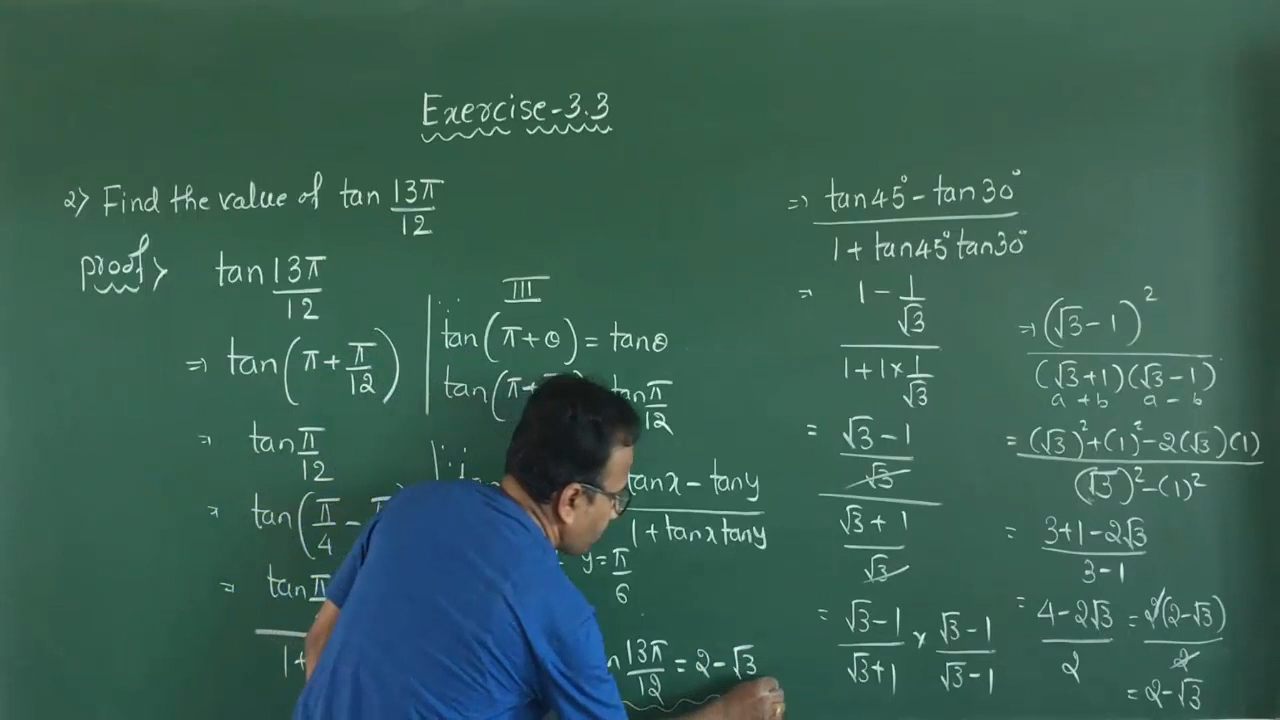 Exercise-3.3
2> Find the value of tan 13π/12
proof> tan 13π/12
⇒ tan(π + π/12)
⇒ tan π/12
⇒ tan(π/4 - π
= tan π
1+
III
∵ tan(π + θ) = tanθ
tan(π+ tan π/12
∵ tanx - tany / 1 + tanx tany
y = π/6
13π/12 = 2 - √3
⇒ tan45° - tan30° / 1 + tan45° tan30°
⇒ 1 - 1/√3 / 1 + 1 × 1/√3
= √3 - 1 / √3 / √3 + 1 / √3
= √3 - 1 / √3 + 1 × √3 - 1 / √3 - 1
⇒ (√3 - 1)² / (√3 + 1)(√3 - 1)
a + b a - b
= (√3)² + (1)² - 2(√3)(1) / (√3)² - (1)²
= 3 + 1 - 2√3 / 3 - 1
= 4 - 2√3 / 2 = 2(2 - √3) / 2
= 2 - √3